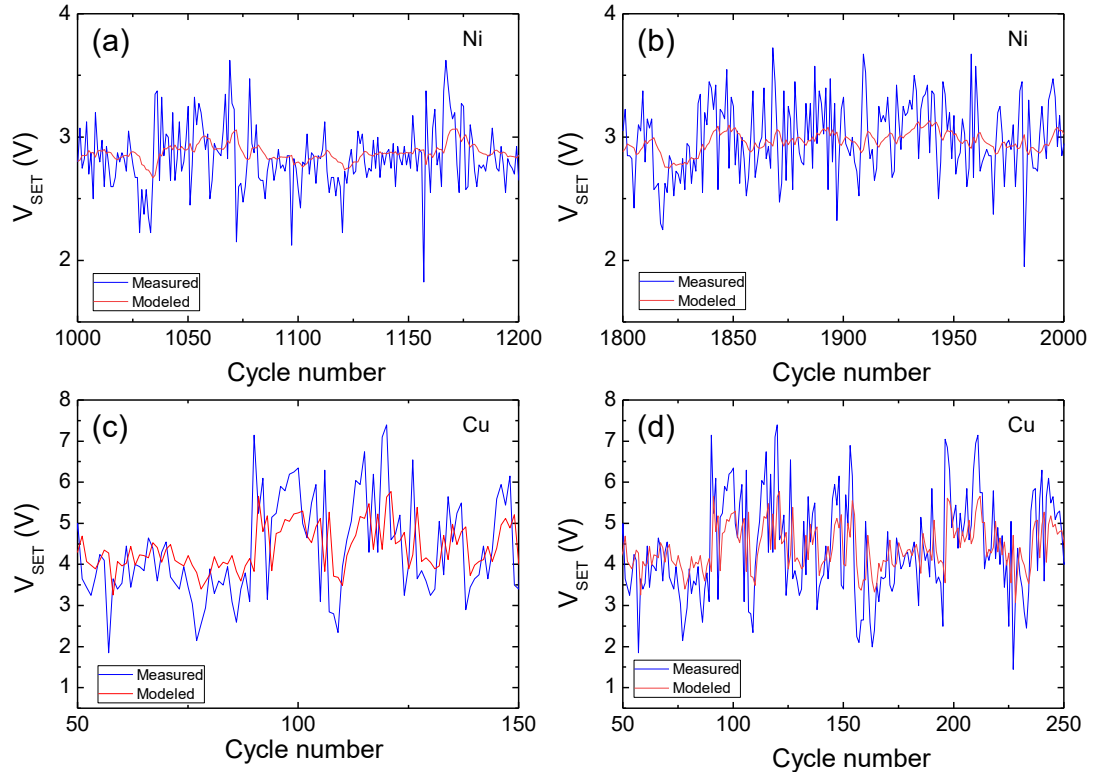 (a)
Ni
4
3
2
V_SET (V)
Measured
Modeled
1000
1050
1100
1150
1200
Cycle number
(b)
Ni
4
3
2
V_SET (V)
Measured
Modeled
1800
1850
1900
1950
2000
Cycle number
(c)
Cu
8
7
6
5
4
3
2
1
V_SET (V)
Measured
Modeled
50
100
150
Cycle number
(d)
Cu
8
7
6
5
4
3
2
1
V_SET (V)
Measured
Modeled
50
100
150
200
250
Cycle number